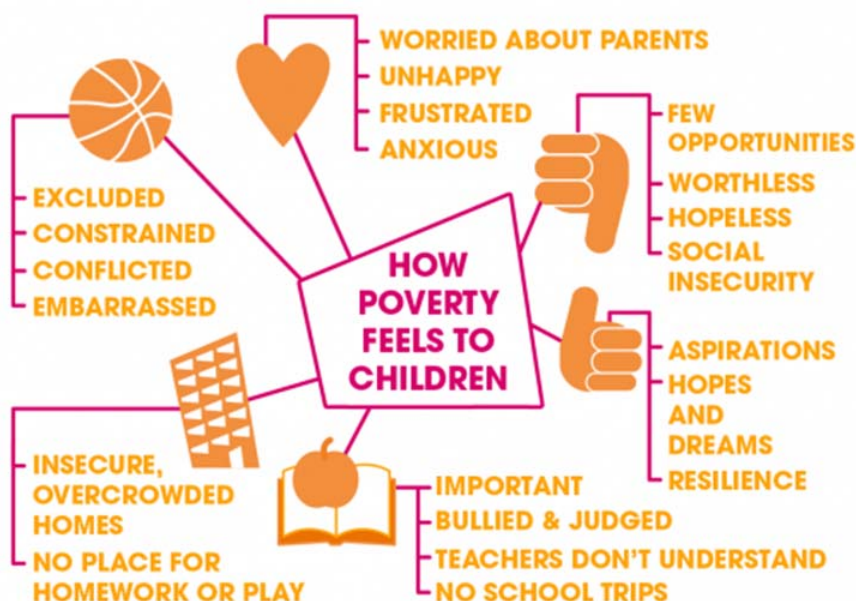 WORRIED ABOUT PARENTS
UNHAPPY
FRUSTRATED
ANXIOUS
FEW
OPPORTUNITIES
WORTHLESS
HOPELESS
SOCIAL
INSECURITY
EXCLUDED
CONSTRAINED
CONFLICTED
EMBARRASSED
HOW
POVERTY
FEELS TO
CHILDREN
ASPIRATIONS
HOPES
AND
DREAMS
RESILIENCE
INSECURE,
OVERCROWDED
HOMES
NO PLACE FOR
HOMEWORK OR PLAY
IMPORTANT
BULLIED & JUDGED
TEACHERS DON'T UNDERSTAND
NO SCHOOL TRIPS